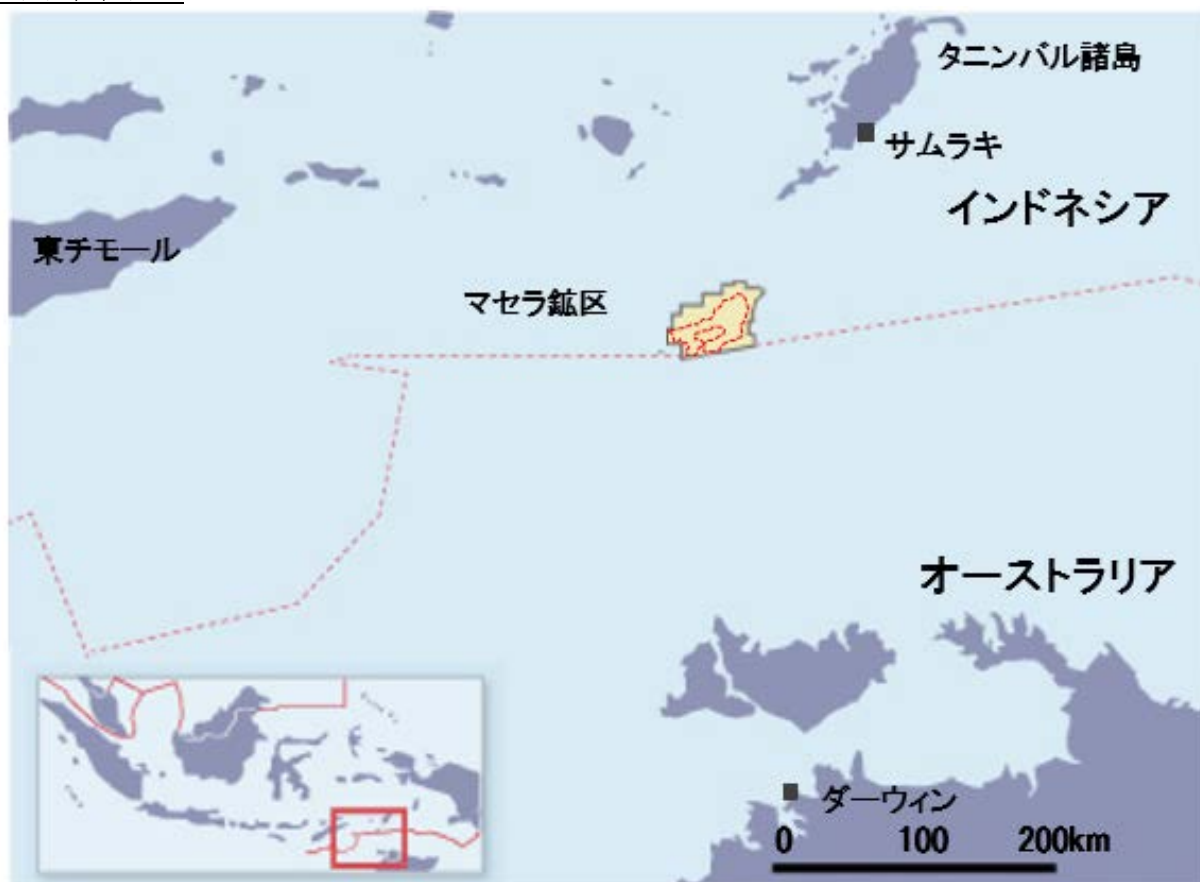 タニンバル諸島
サムラキ
インドネシア
東チモール
マセラ鉱区
オーストラリア
ダーウィン
0 100 200km